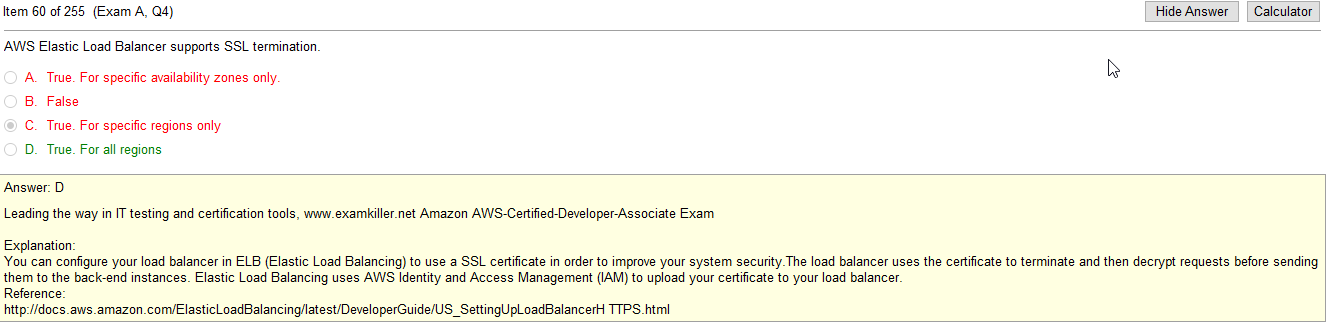 Item 60 of 255 (Exam A, Q4)
Hide Answer
Calculator
AWS Elastic Load Balancer supports SSL termination.
A. True. For specific availability zones only.
B. False
C. True. For specific regions only
D. True. For all regions
Answer: D
Leading the way in IT testing and certification tools, www.examkiller.net Amazon AWS-Certified-Developer-Associate Exam
Explanation:
You can configure your load balancer in ELB (Elastic Load Balancing) to use a SSL certificate in order to improve your system security.The load balancer uses the certificate to terminate and then decrypt requests before sending
them to the back-end instances. Elastic Load Balancing uses AWS Identity and Access Management (IAM) to upload your certificate to your load balancer.
Reference:
http://docs.aws.amazon.com/ElasticLoadBalancing/latest/DeveloperGuide/US_SettingUpLoadBalancerH TTPS.html